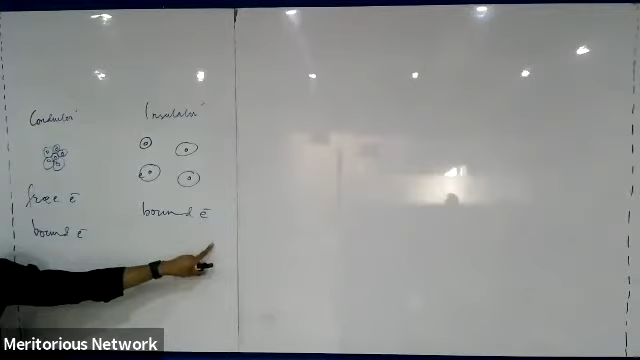 Conductor
free e̅
bound e̅
Insulator
bound e̅
Meritorious Network